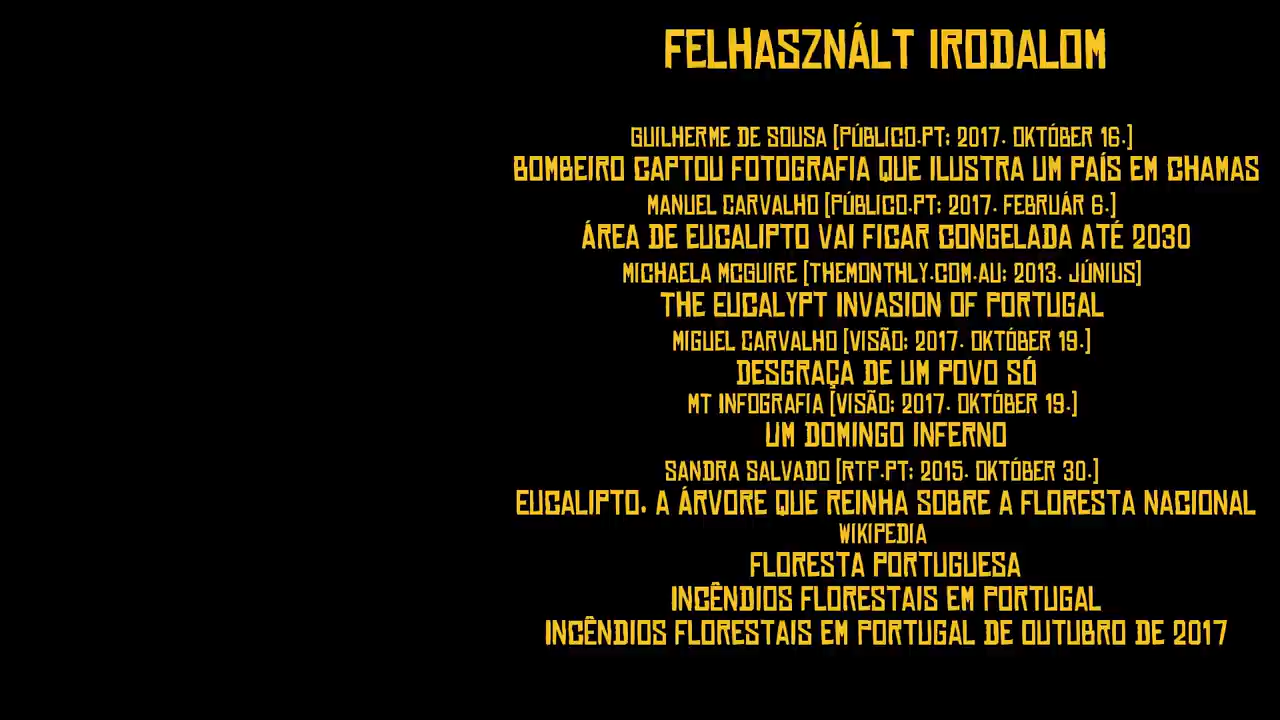 FELHASZNÁLT IRODALOM
GUILHERME DE SOUSA [PÚBLICO.PT; 2017. OKTÓBER 16.]
BOMBEIRO CAPTOU FOTOGRAFIA QUE ILUSTRA UM PAÍS EM CHAMAS
MANUEL CARVALHO [PÚBLICO.PT; 2017. FEBRUÁR 6.]
ÁREA DE EUCALIPTO VAI FICAR CONGELADA ATÉ 2030
MICHAELA MCGUIRE [THEMONTHLY.COM.AU; 2013. JÚNIUS]
THE EUCALYPT INVASION OF PORTUGAL
MIGUEL CARVALHO [VISÃO; 2017. OKTÓBER 19.]
DESGRAÇA DE UM POVO SÓ
MT INFOGRAFIA [VISÃO; 2017. OKTÓBER 19.]
UM DOMINGO INFERNO
SANDRA SALVADO [RTP.PT; 2015. OKTÓBER 30.]
EUCALIPTO. A ÁRVORE QUE REINHA SOBRE A FLORESTA NACIONAL
WIKIPEDIA
FLORESTA PORTUGUESA
INCÊNDIOS FLORESTAIS EM PORTUGAL
INCÊNDIOS FLORESTAIS EM PORTUGAL DE OUTUBRO DE 2017